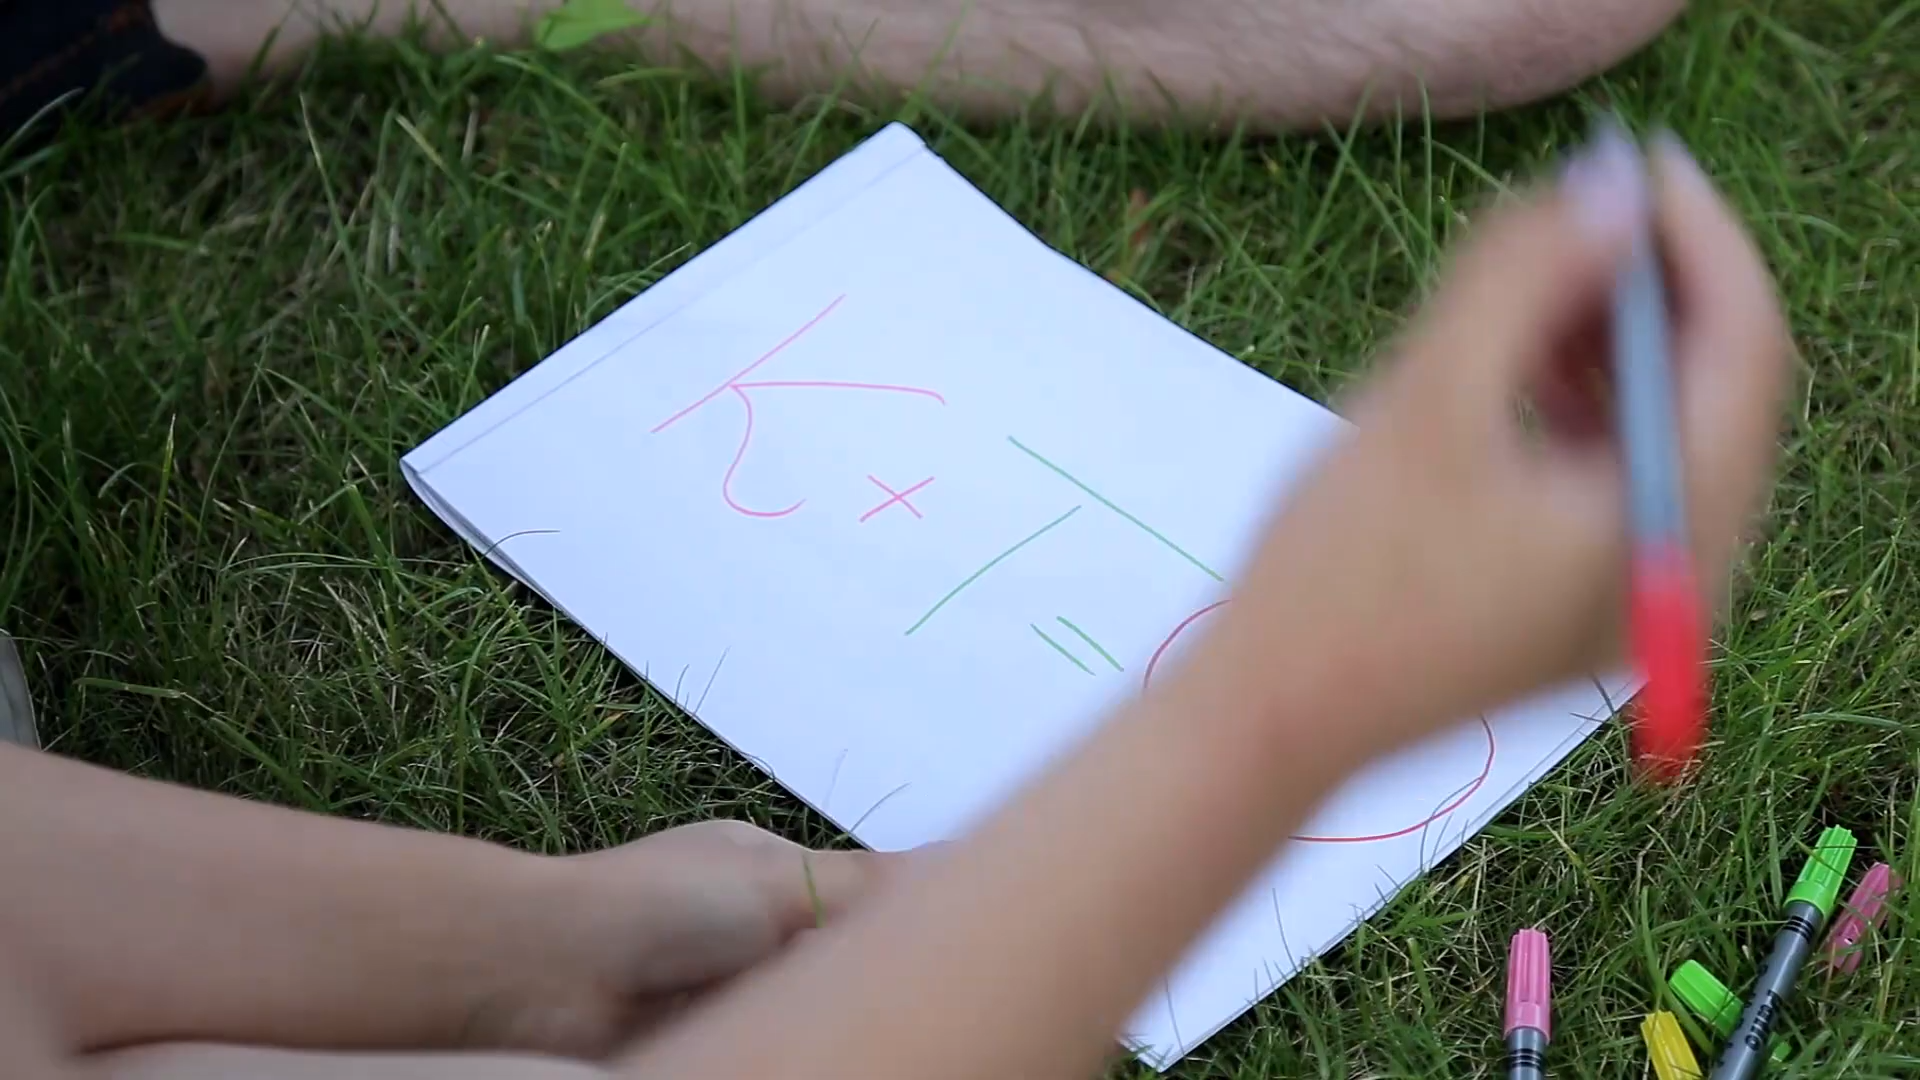 K + T =